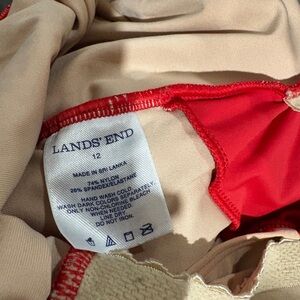 LANDS' END
12
MADE IN SRI LANKA
74% NYLON
26% SPANDEX/ELASTANE
HAND WASH COLD.
WASH DARK COLORS SEPARATELY.
ONLY NON-CHLORINE BLEACH
WHEN NEEDED.
LINE DRY.
DO NOT IRON.